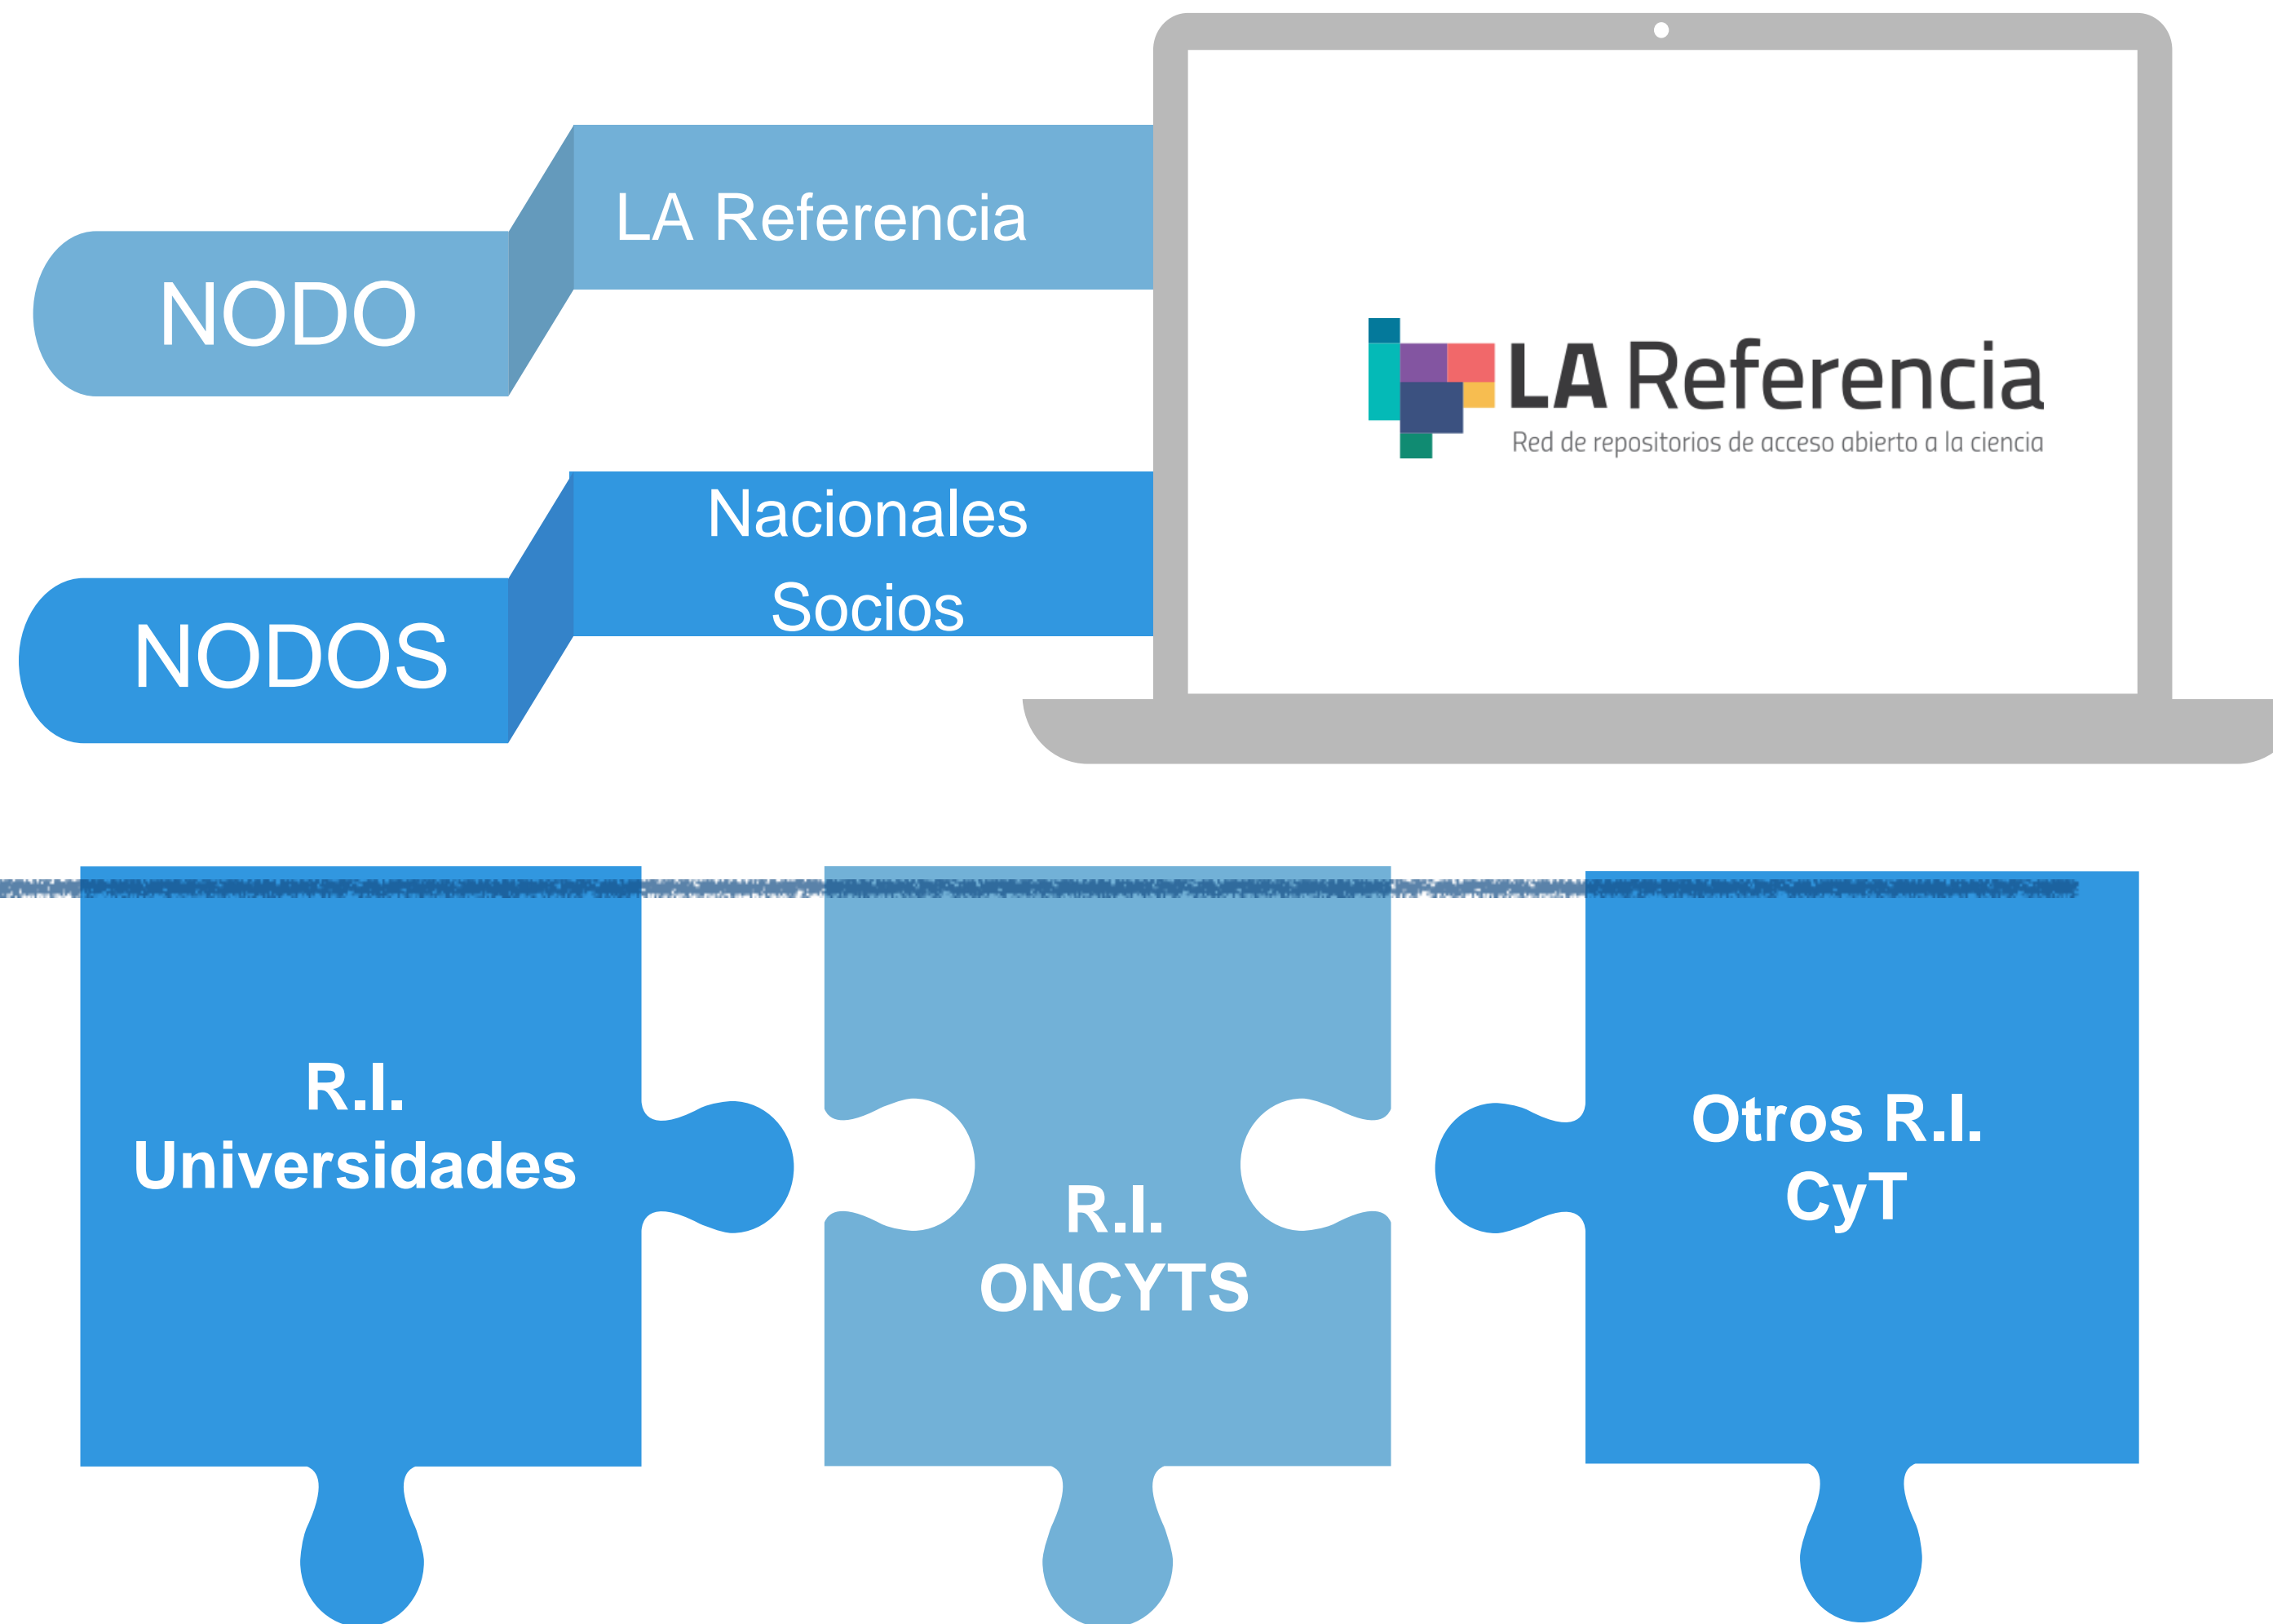 LA Referencia
NODO
LA Referencia
Red de repositorios de acceso abierto a la ciencia
Nacionales
Socios
NODOS
R.I.
Universidades
R.I.
ONCYTS
Otros R.I.
CyT